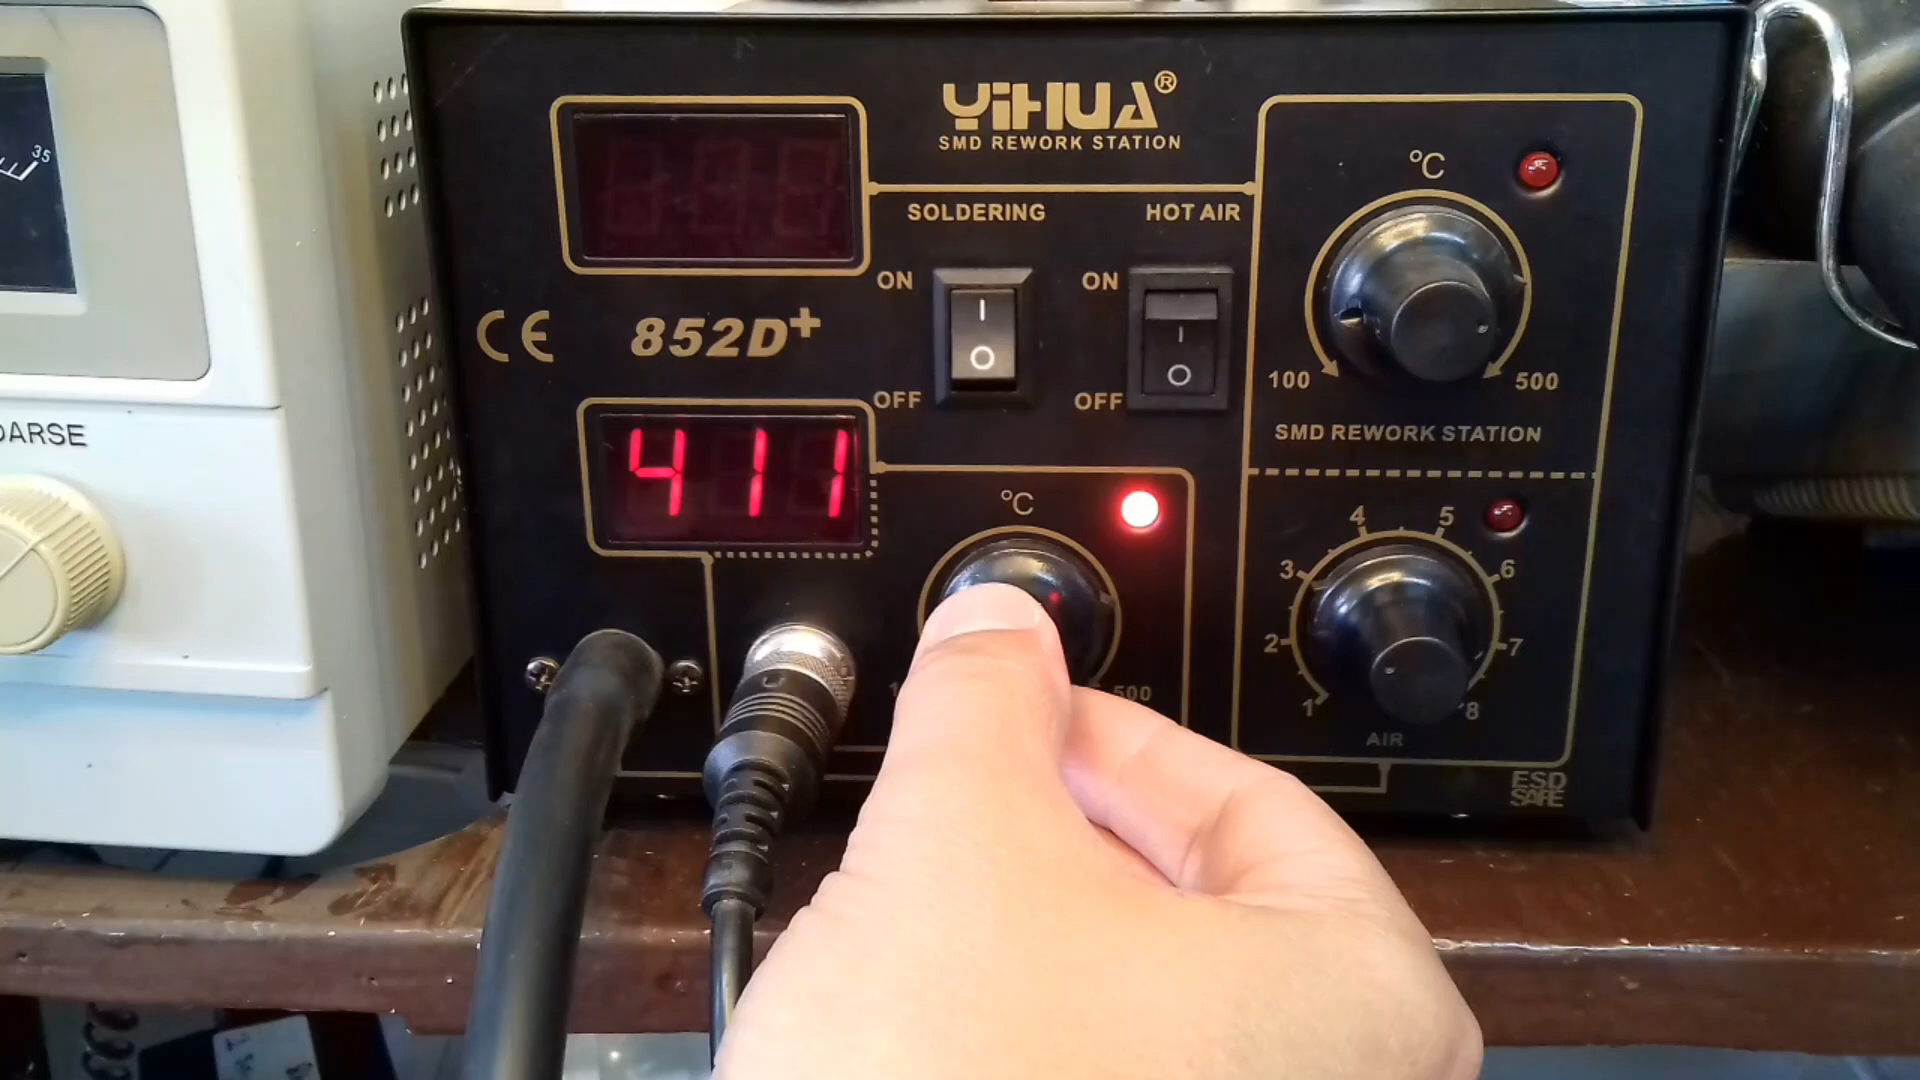 35
OARSE
YiHUA®
SMD REWORK STATION
SOLDERING
HOT AIR
ON
OFF
ON
OFF
I
O
I
O
CE
852D+
411
°C
500
°C
100
500
SMD REWORK STATION
1
2
3
4
5
6
7
8
AIR
ESD
SAFE